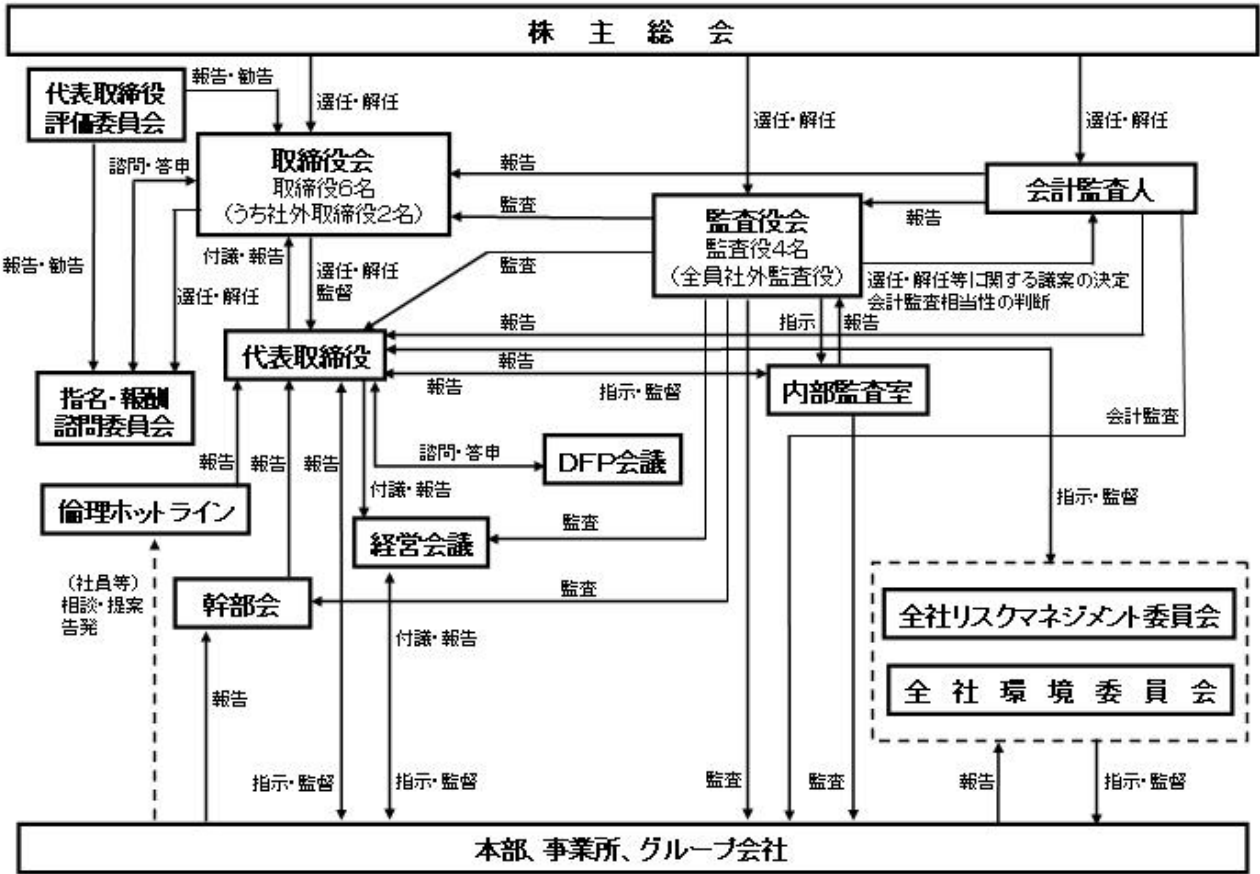 株主総会
報告・勧告
代表取締役
評価委員会
選任・解任
選任・解任
選任・解任
諮問・答申
取締役会
取締役6名
(うち社外取締役2名)
報告
会計監査人
監査
報告
監査役会
監査役4名
(全員社外監査役)
報告・勧告
付議・報告
選任・解任
監督
監査
選任・解任
選任・解任等に関する議案の決定
会計監査相当性の判断
報告
指示
報告
代表取締役
報告
報告
指示・監督
内部監査室
指名・報酬
諮問委員会
会計監査
諮問・答申
DFP会議
報告
報告
報告
付議・報告
倫理ホットライン
指示・監督
監査
経営会議
(社員等)
相談・提案
告発
幹部会
監査
全社リスクマネジメント委員会
付議・報告
全社環境委員会
報告
指示・監督
指示・監督
監査
監査
報告
指示・監督
本部、事業所、グループ会社